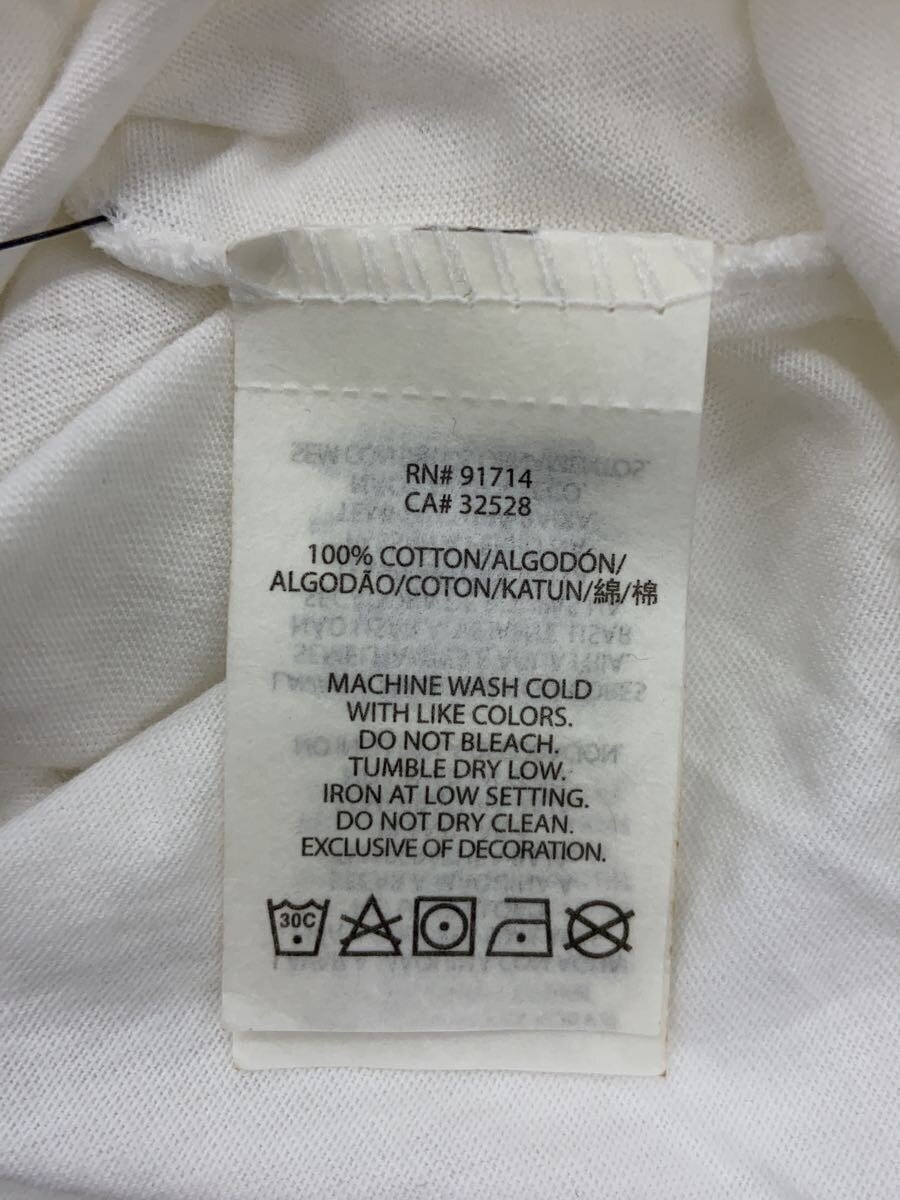 RN# 91714
CA# 32528
100% COTTON/ALGODÓN/
ALGODÃO/COTON/KATUN/綿/棉
MACHINE WASH COLD
WITH LIKE COLORS.
DO NOT BLEACH.
TUMBLE DRY LOW.
IRON AT LOW SETTING.
DO NOT DRY CLEAN.
EXCLUSIVE OF DECORATION.
30C